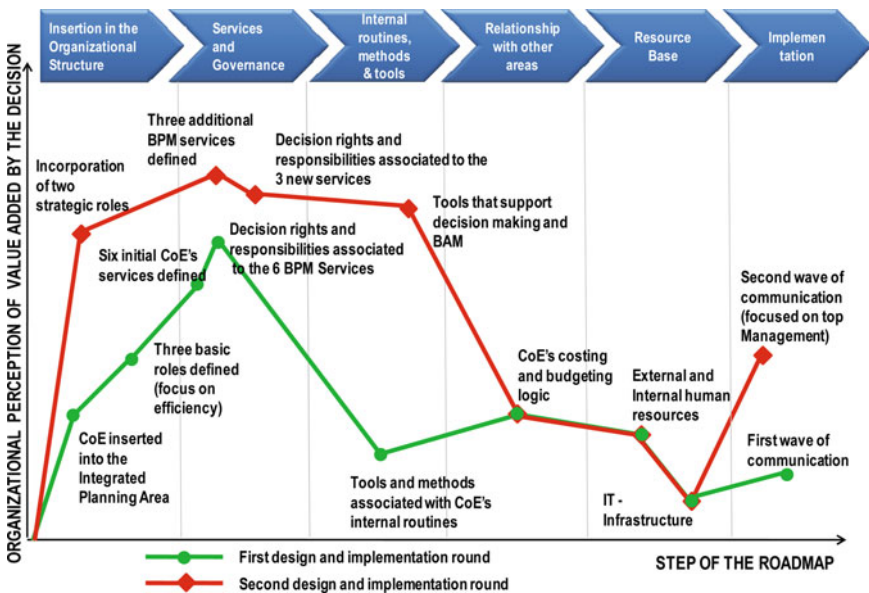 Insertion in the
Organizational
Structure
Services
and
Governance
Internal
routines,
methods
& tools
Relationship
with other
areas
Resource
Base
Implemen
tation
ORGANIZATIONAL PERCEPTION OF VALUE ADDED BY THE DECISION
Three additional
BPM services
defined
Decision rights and
responsibilities associated to the
3 new services
Incorporation
of two
strategic roles
Tools that support
decision making and
BAM
Six initial CoE's
services defined
Decision rights and
responsibilities associated
to the 6 BPM Services
Second wave of
communication
(focused on top
Management)
Three basic
roles defined
(focus on
efficiency)
CoE's costing
and budgeting
logic
External and
Internal human
resources
CoE inserted
into the
Integrated
Planning Area
First wave of
communication
Tools and methods
associated with CoE's
internal routines
IT -
Infrastructure
STEP OF THE ROADMAP
First design and implementation round
Second design and implementation round